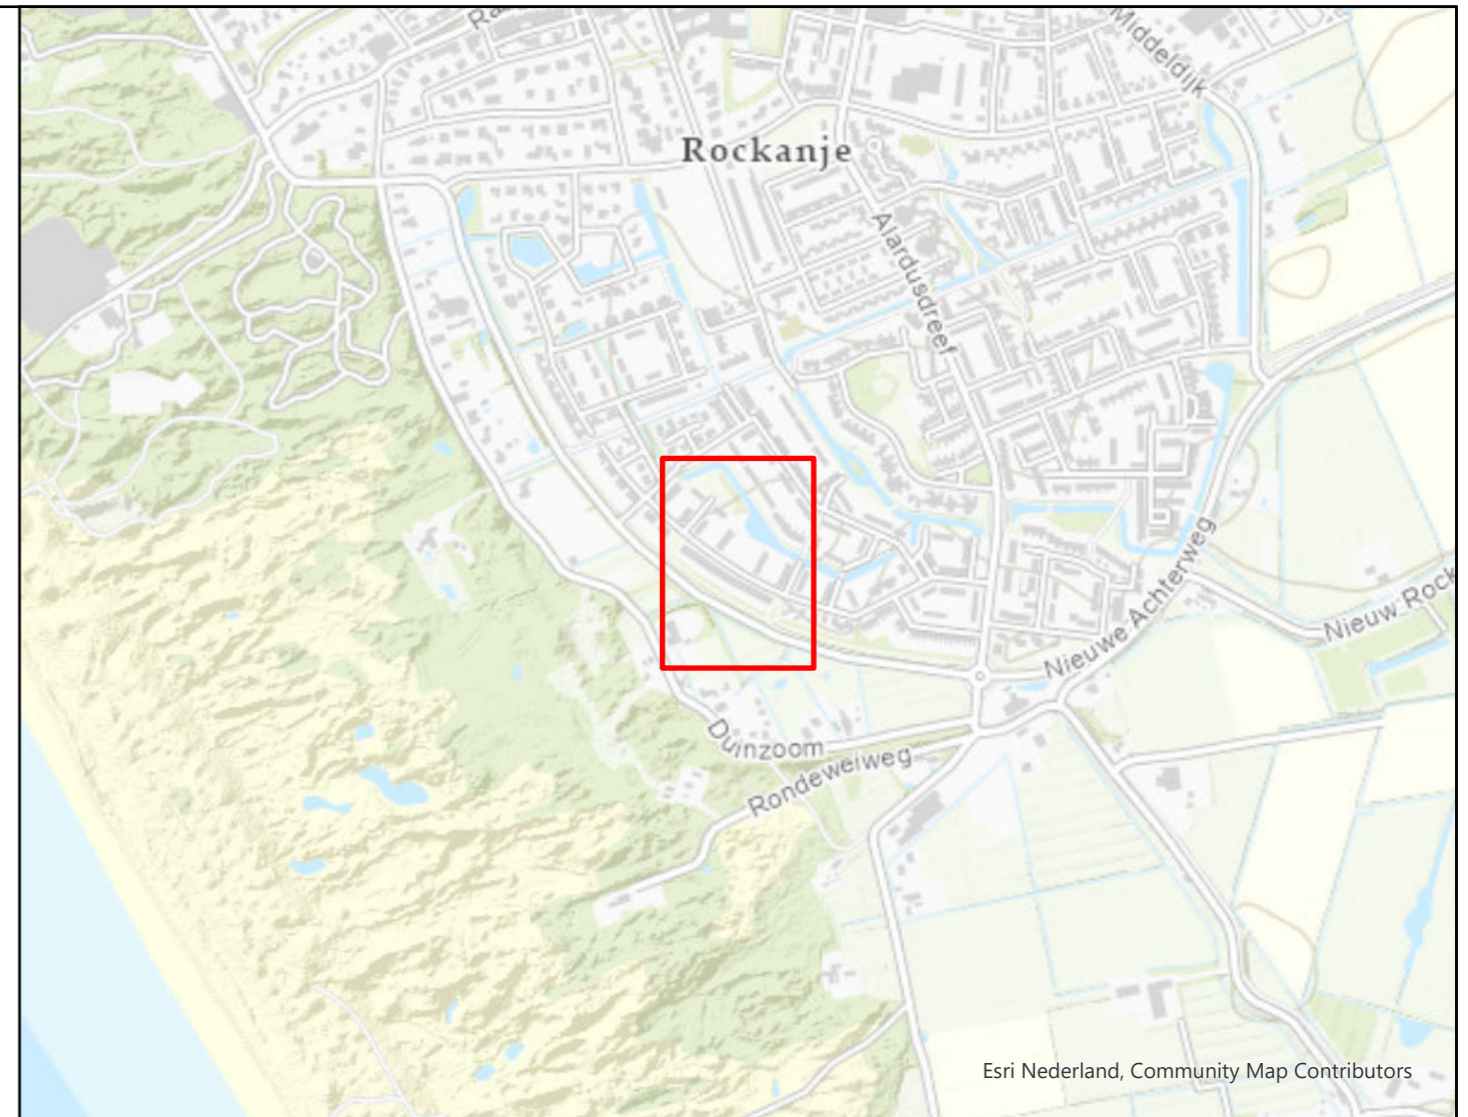 Middeldijk
Rockanje
Alardusdreef
Nieuwe Achterweg
Nieuw Rock
Duinzoom
Rondeweiweg
Esri Nederland, Community Map Contributors